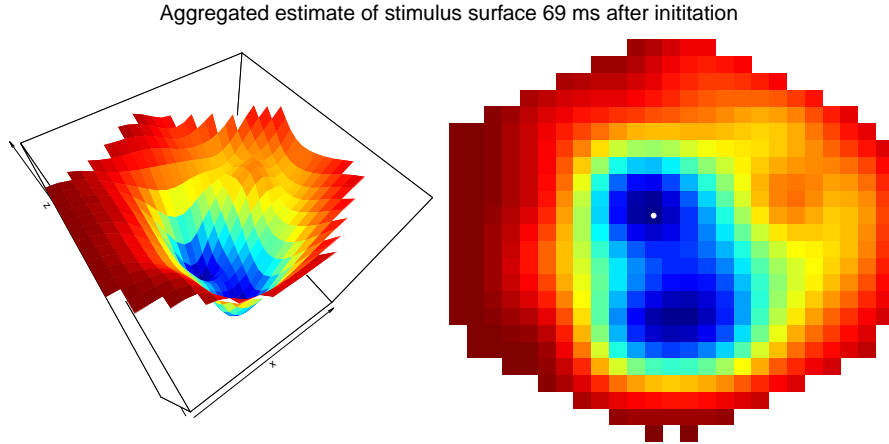 Aggregated estimate of stimulus surface 69 ms after inititation
z
x